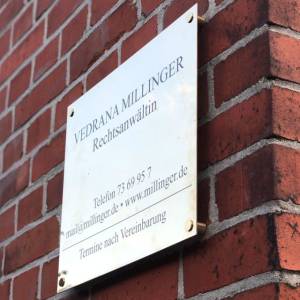 VEDRANA MILLINGER
Rechtsanwältin
Telefon 73 69 95 7
mail@millinger.de • www.millinger.de
Termine nach Vereinbarung